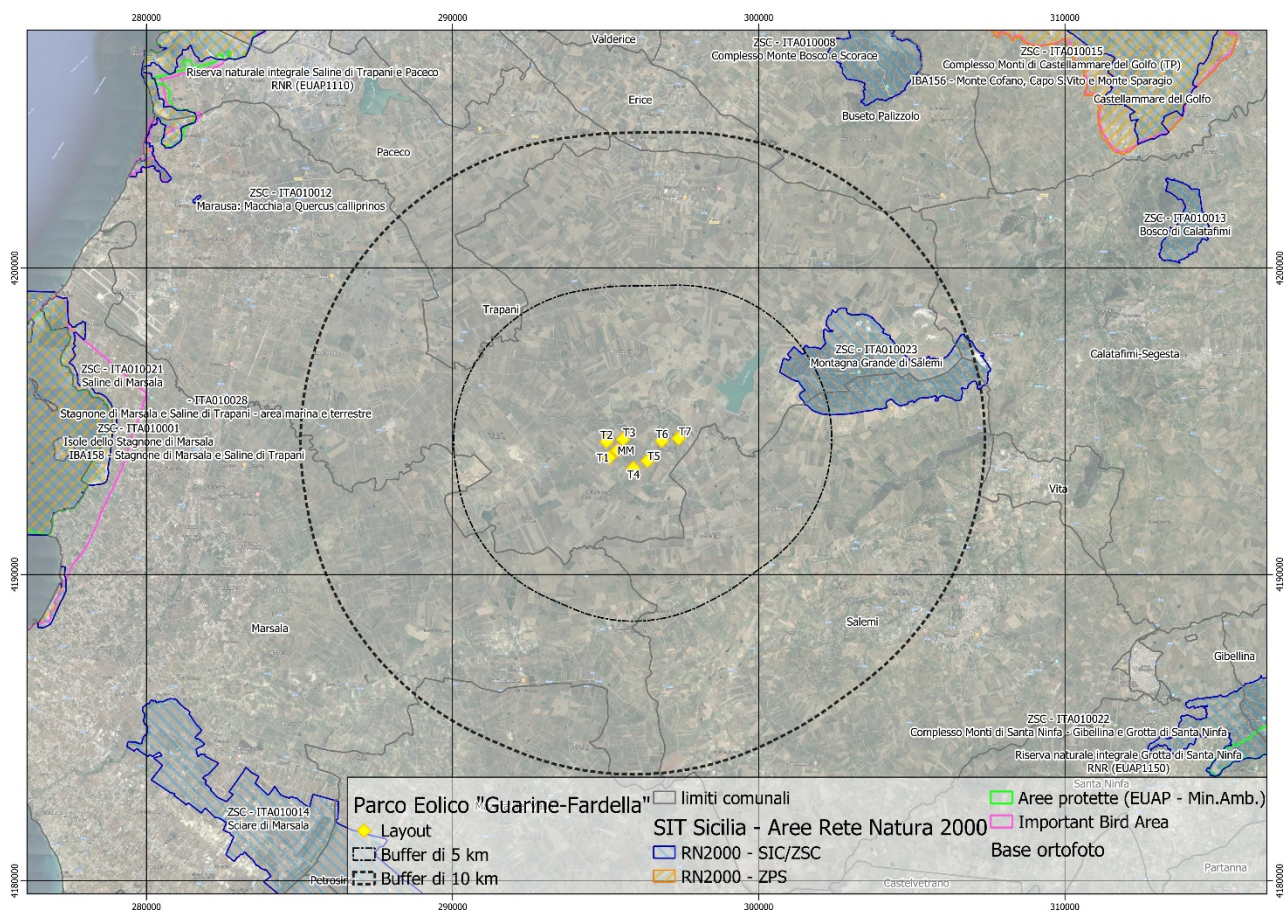 280000
290000
300000
310000
Valderice
ZSC - ITA010008
Complesso Monte Bosco e Scorace
ZSC - ITA010015
Complesso Monti di Castellammare del Golfo (TP)
IBA156 - Monte Cofano, Capo S.Vito e Monte Sparagio
Castellammare del Golfo
Riserva naturale integrale Saline di Trapani e Paceco
RNR (EUAP1110)
Erice
Buseto Palizzolo
Paceco
ZSC - ITA010012
Marausa: Macchia a Quercus calliprinos
ZSC - ITA010013
Bosco di Calatafimi
4200000
4200000
Trapani
ZSC - ITA010023
Montagna Grande di Salemi
Calatafimi-Segesta
ZSC - ITA010021
Saline di Marsala
- ITA010028
Stagnone di Marsala e Saline di Trapani - area marina e terrestre
ZSC - ITA010001
Isole dello Stagnone di Marsala
IBA158 - Stagnone di Marsala e Saline di Trapani
T2
T3
T6
T7
MM
T1
T5
T4
Vita
4190000
4190000
Marsala
Salemi
Gibellina
ZSC - ITA010022
Complesso Monti di Santa Ninfa - Gibellina e Grotta di Santa Ninfa
Riserva naturale integrale Grotta di Santa Ninfa
RNR (EUAP1150)
Santa Ninfa
ZSC - ITA010014
Sciare di Marsala
Parco Eolico "Guarine-Fardella"
Layout
Buffer di 5 km
Buffer di 10 km
limiti comunali
SIT Sicilia - Aree Rete Natura 2000
RN2000 - SIC/ZSC
RN2000 - ZPS
Aree protette (EUAP - Min.Amb.)
Important Bird Area
Base ortofoto
Partanna
Castelvetrano
Petrosin
4180000
4180000
280000
290000
300000
310000